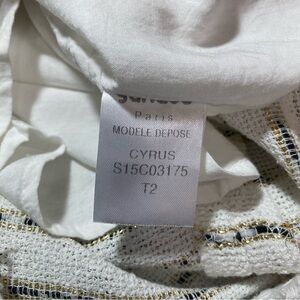 Paris
MODELE DEPOSE
CYRUS
S15C03175
T2